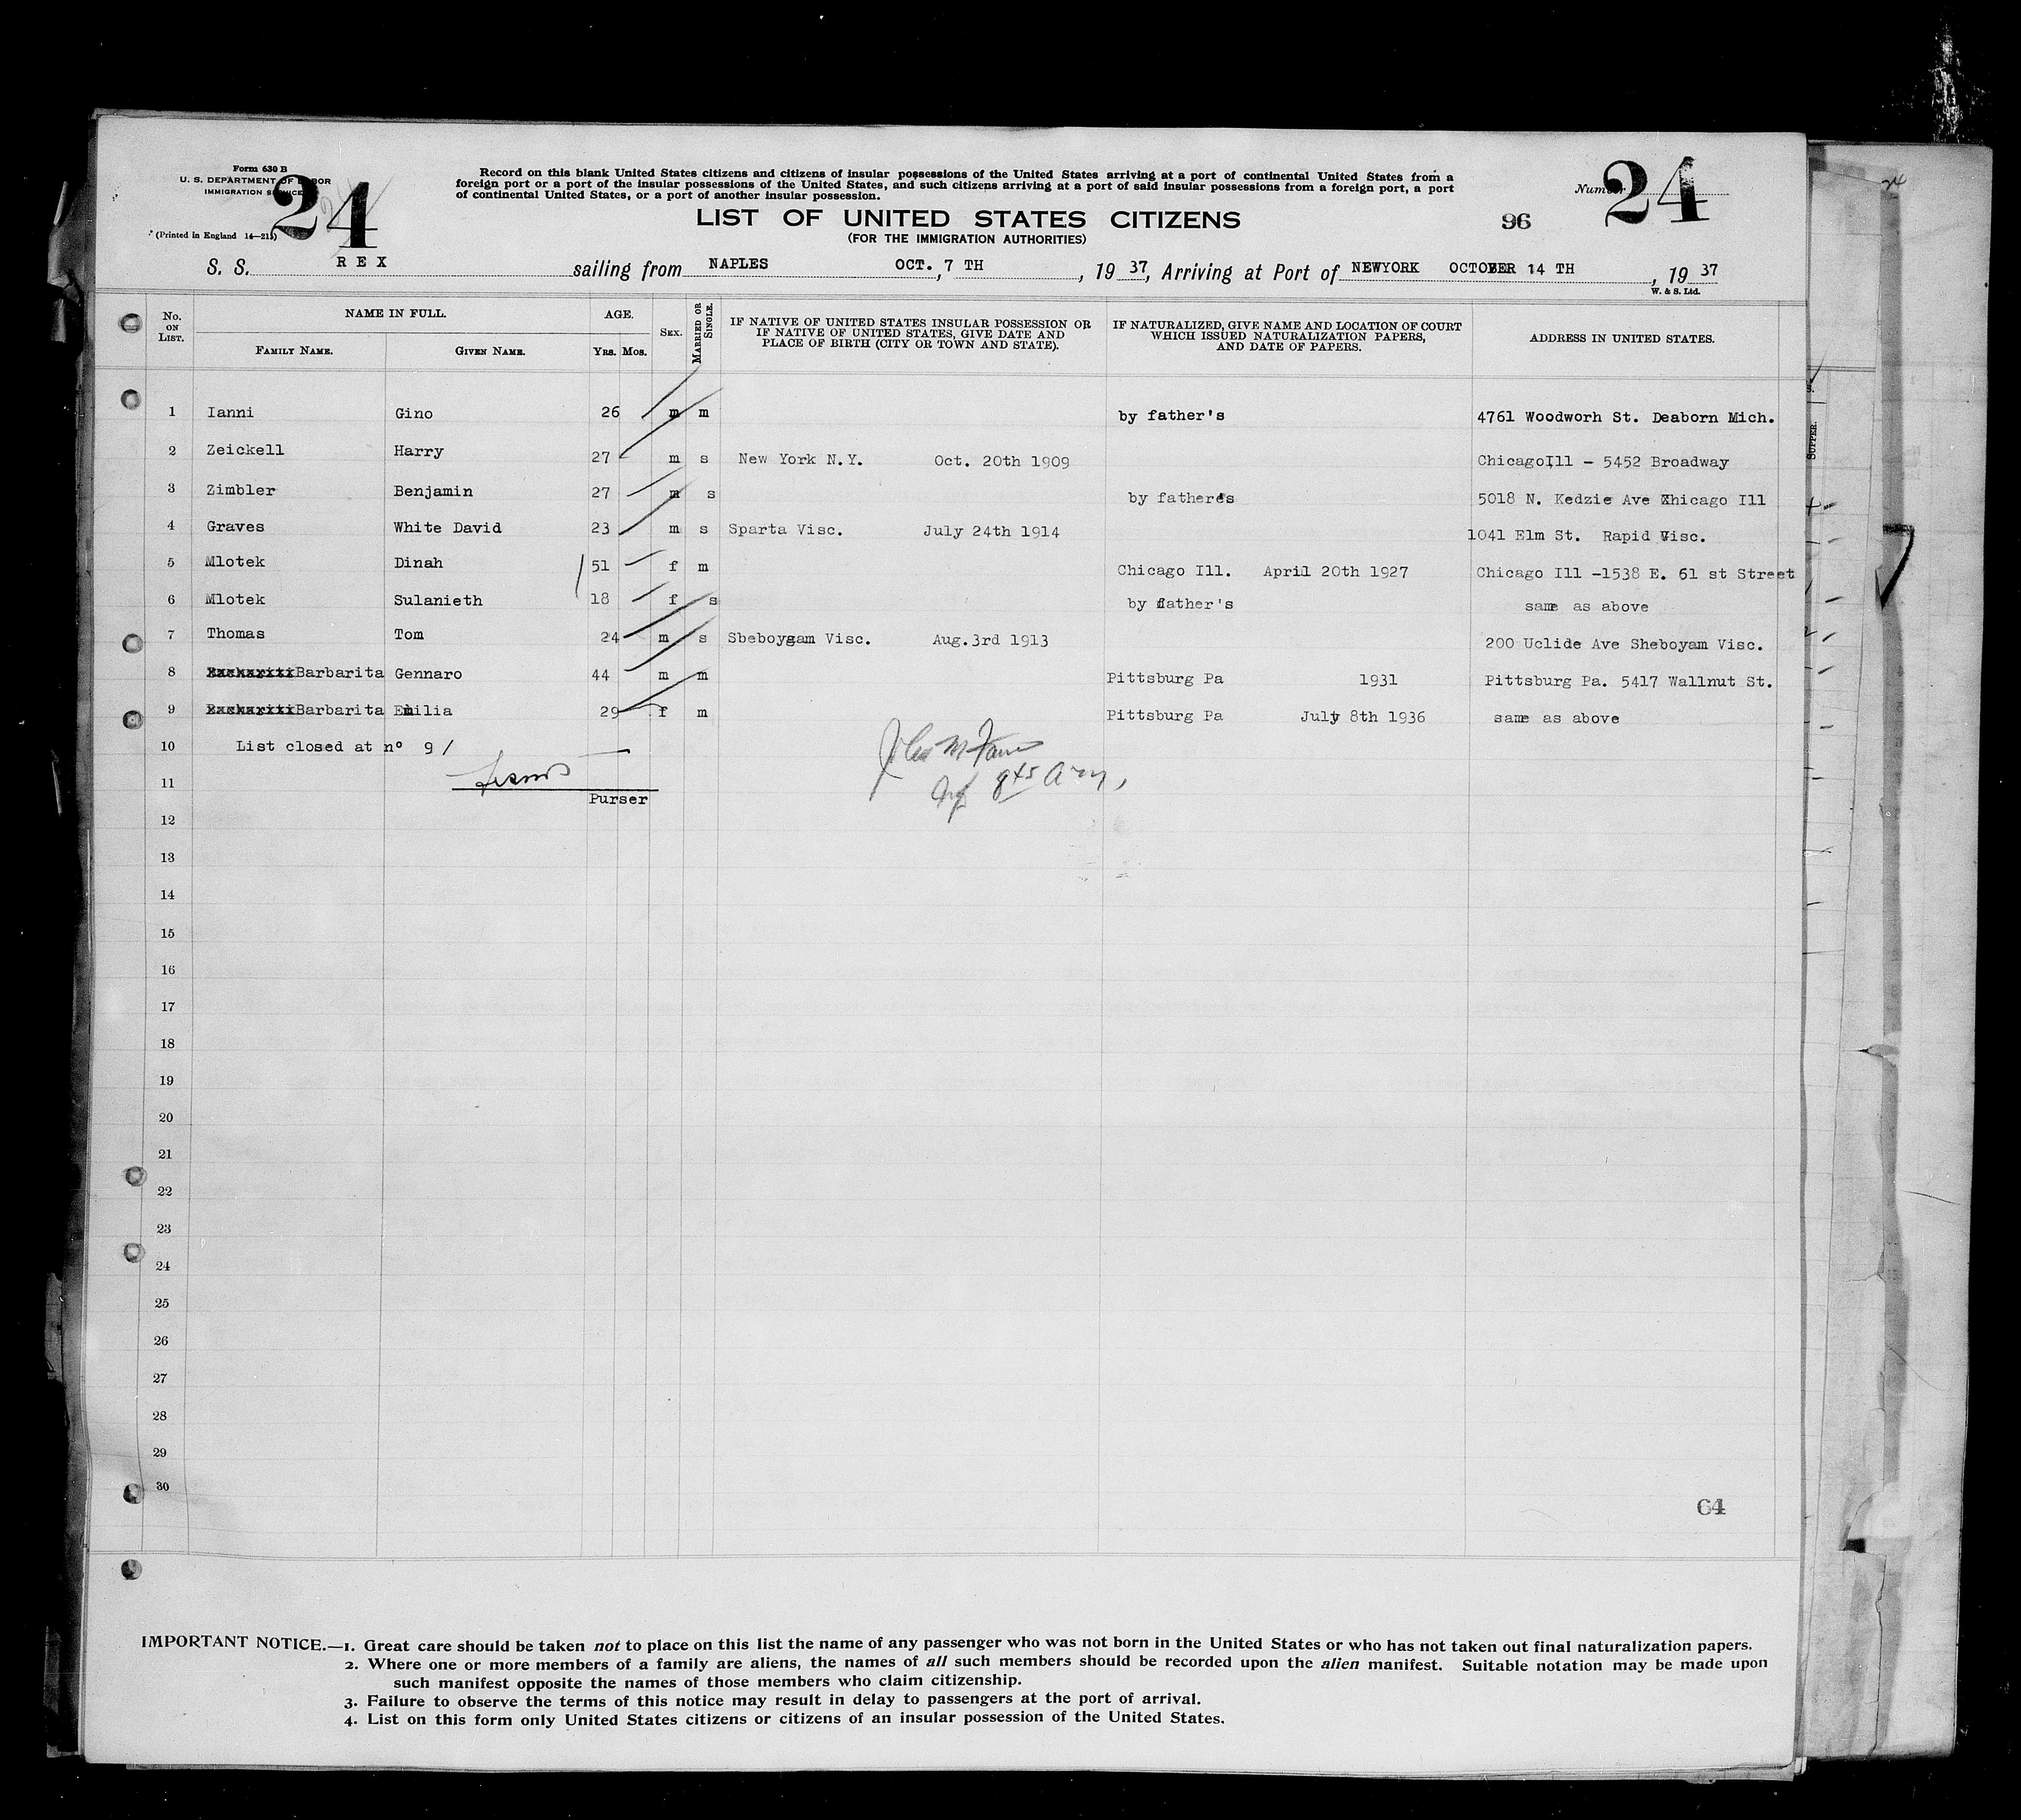 Form 630 B
U. S. DEPARTMENT OF LABOR
IMMIGRATION SERVICE
(Printed in England 14—213)
24
Record on this blank United States citizens and citizens of insular possessions of the United States arriving at a port of continental United States from a
foreign port or a port of the insular possessions of the United States, and such citizens arriving at a port of said insular possessions from a foreign port, a port
of continental United States, or a port of another insular possession.
Number 24
LIST OF UNITED STATES CITIZENS
96
(FOR THE IMMIGRATION AUTHORITIES)
S. S. REX sailing from NAPLES OCT., 7 TH, 19 37, Arriving at Port of NEWYORK OCTOBER 14 TH, 19 37
W. & S. Ltd.
No. ON LIST. NAME IN FULL. FAMILY NAME. GIVEN NAME. AGE. YRS. MOS. SEX. MARRIED OR SINGLE. IF NATIVE OF UNITED STATES INSULAR POSSESSION OR IF NATIVE OF UNITED STATES, GIVE DATE AND PLACE OF BIRTH (CITY OR TOWN AND STATE). IF NATURALIZED, GIVE NAME AND LOCATION OF COURT WHICH ISSUED NATURALIZATION PAPERS, AND DATE OF PAPERS. ADDRESS IN UNITED STATES.
1 Ianni Gino 26 m m by father's 4761 Woodworh St. Deaborn Mich.
2 Zeickell Harry 27 m s New York N.Y. Oct. 20th 1909 ChicagoIll - 5452 Broadway
3 Zimbler Benjamin 27 m s by father's 5018 N. Kedzie Ave Chicago Ill
4 Graves White David 23 m s Sparta Visc. July 24th 1914 1041 Elm St. Rapid Visc.
5 Mlotek Dinah 51 f m Chicago Ill. April 20th 1927 Chicago Ill -1538 E. 61 st Street
6 Mlotek Sulanieth 18 f s by father's same as above
7 Thomas Tom 24 m s Sbeboygam Visc. Aug.3rd 1913 200 Uclide Ave Sheboyam Visc.
8 Barbarita Gennaro 44 m m Pittsburg Pa 1931 Pittsburg Pa. 5417 Wallnut St.
9 Barbarita Emilia 29 f m Pittsburg Pa July 8th 1936 same as above
10 List closed at n° 9 /
11
Purser
12
13
14
15
16
17
18
19
20
21
22
23
24
25
26
27
28
29
30
64
IMPORTANT NOTICE.—1. Great care should be taken not to place on this list the name of any passenger who was not born in the United States or who has not taken out final naturalization papers.
2. Where one or more members of a family are aliens, the names of all such members should be recorded upon the alien manifest. Suitable notation may be made upon
such manifest opposite the names of those members who claim citizenship.
3. Failure to observe the terms of this notice may result in delay to passengers at the port of arrival.
4. List on this form only United States citizens or citizens of an insular possession of the United States.
SUPPER.